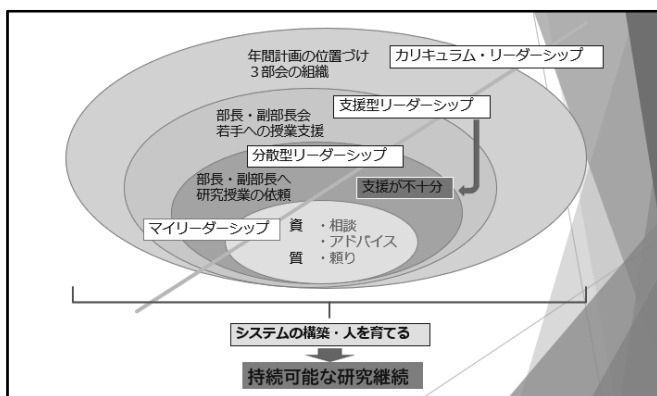 年間計画の位置づけ
３部会の組織
カリキュラム・リーダーシップ
部長・副部長会
若手への授業支援
支援型リーダーシップ
分散型リーダーシップ
部長・副部長へ
研究授業の依頼
支援が不十分
マイリーダーシップ
資 ・相談
・アドバイス
質 ・頼り
システムの構築・人を育てる
持続可能な研究継続